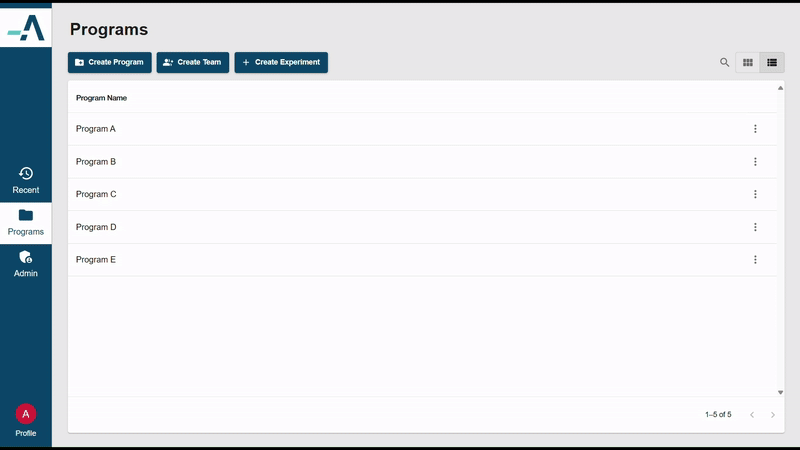 Programs
Create Program
Create Team
Create Experiment
Program Name
Program A
Program B
Program C
Program D
Program E
Recent
Programs
Admin
A
Profile
1–5 of 5